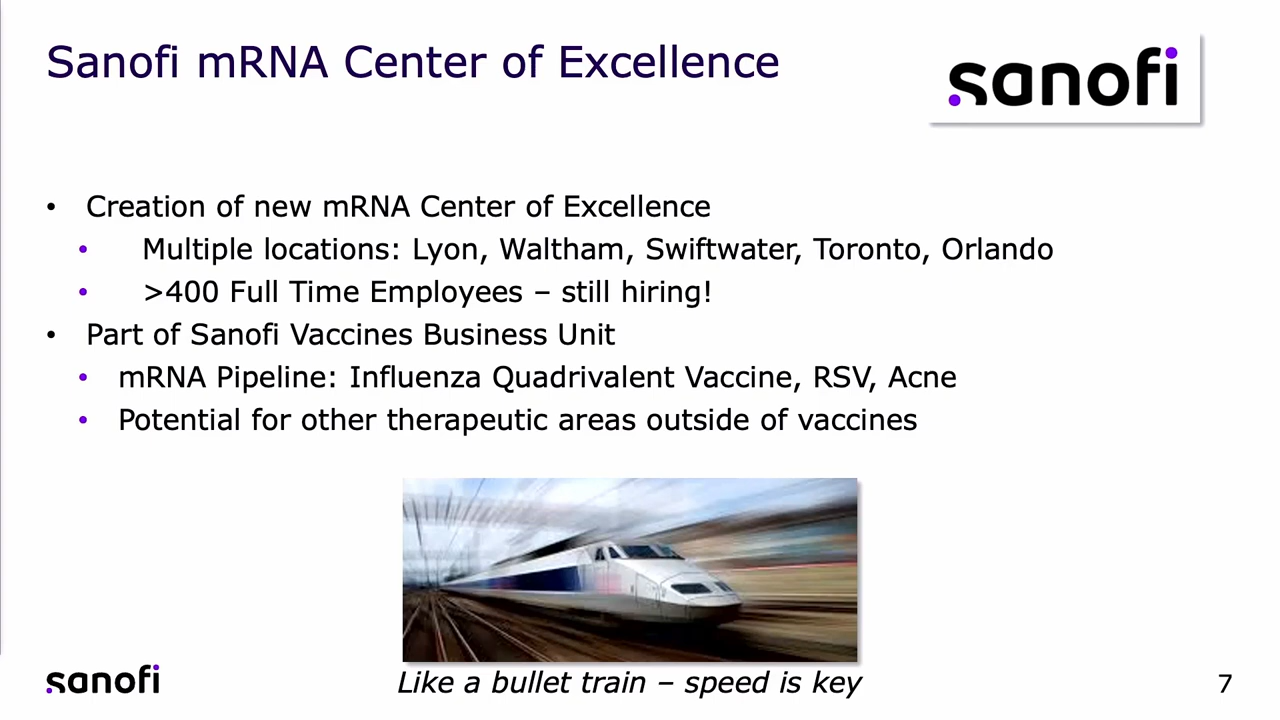 Sanofi mRNA Center of Excellence
sanofi
• Creation of new mRNA Center of Excellence
• Multiple locations: Lyon, Waltham, Swiftwater, Toronto, Orlando
• >400 Full Time Employees – still hiring!
• Part of Sanofi Vaccines Business Unit
• mRNA Pipeline: Influenza Quadrivalent Vaccine, RSV, Acne
• Potential for other therapeutic areas outside of vaccines
Like a bullet train – speed is key
sanofi
7